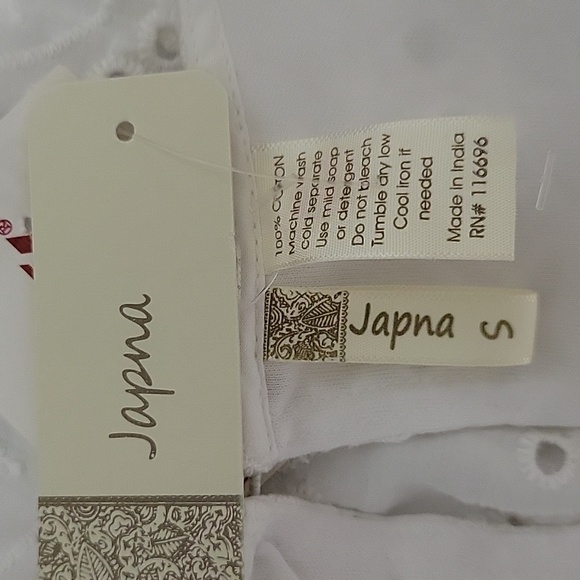 Japna
100% COTTON
Machine wash
cold separate
Use mild soap
or detergent
Do not bleach
Tumble dry low
Cool iron if
needed
Made in India
RN# 116696
Japna S